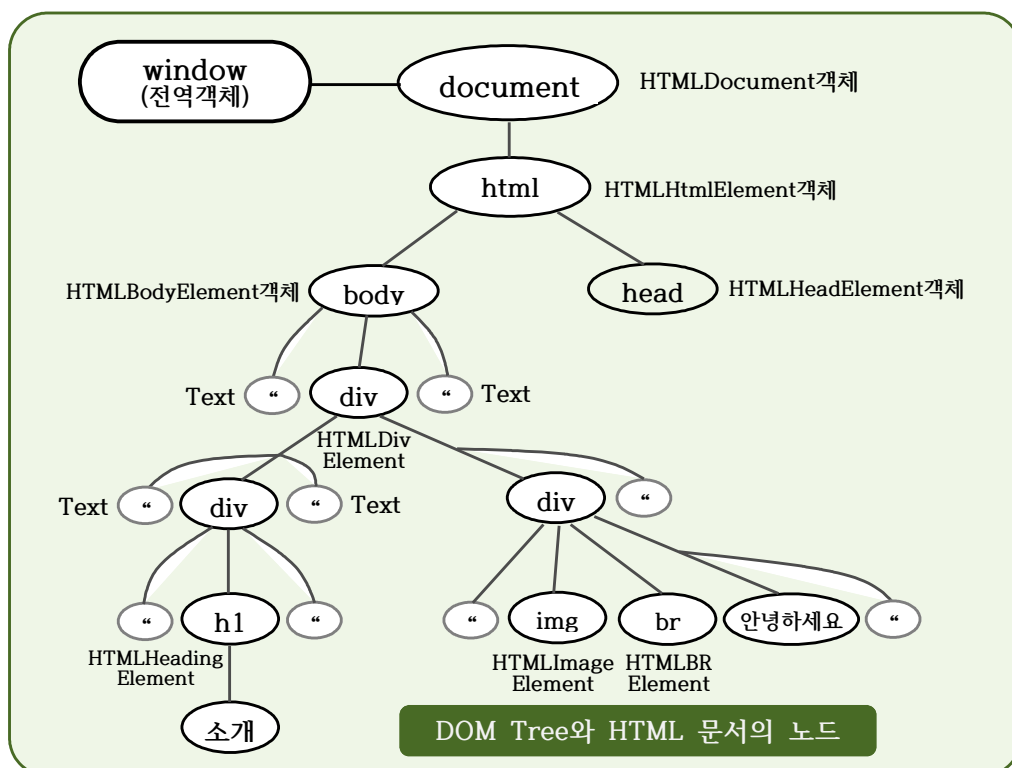 window
(전역객체)
document
HTMLDocument객체
html
HTMLHtmlElement객체
HTMLBodyElement객체
body
head
HTMLHeadElement객체
Text
“
div
“
Text
HTMLDiv
Element
Text
“
div
“
Text
div
“
“
h1
“
“
img
br
안녕하세요
“
HTMLHeading
Element
HTMLImage
Element
HTMLBR
Element
소개
DOM Tree와 HTML 문서의 노드